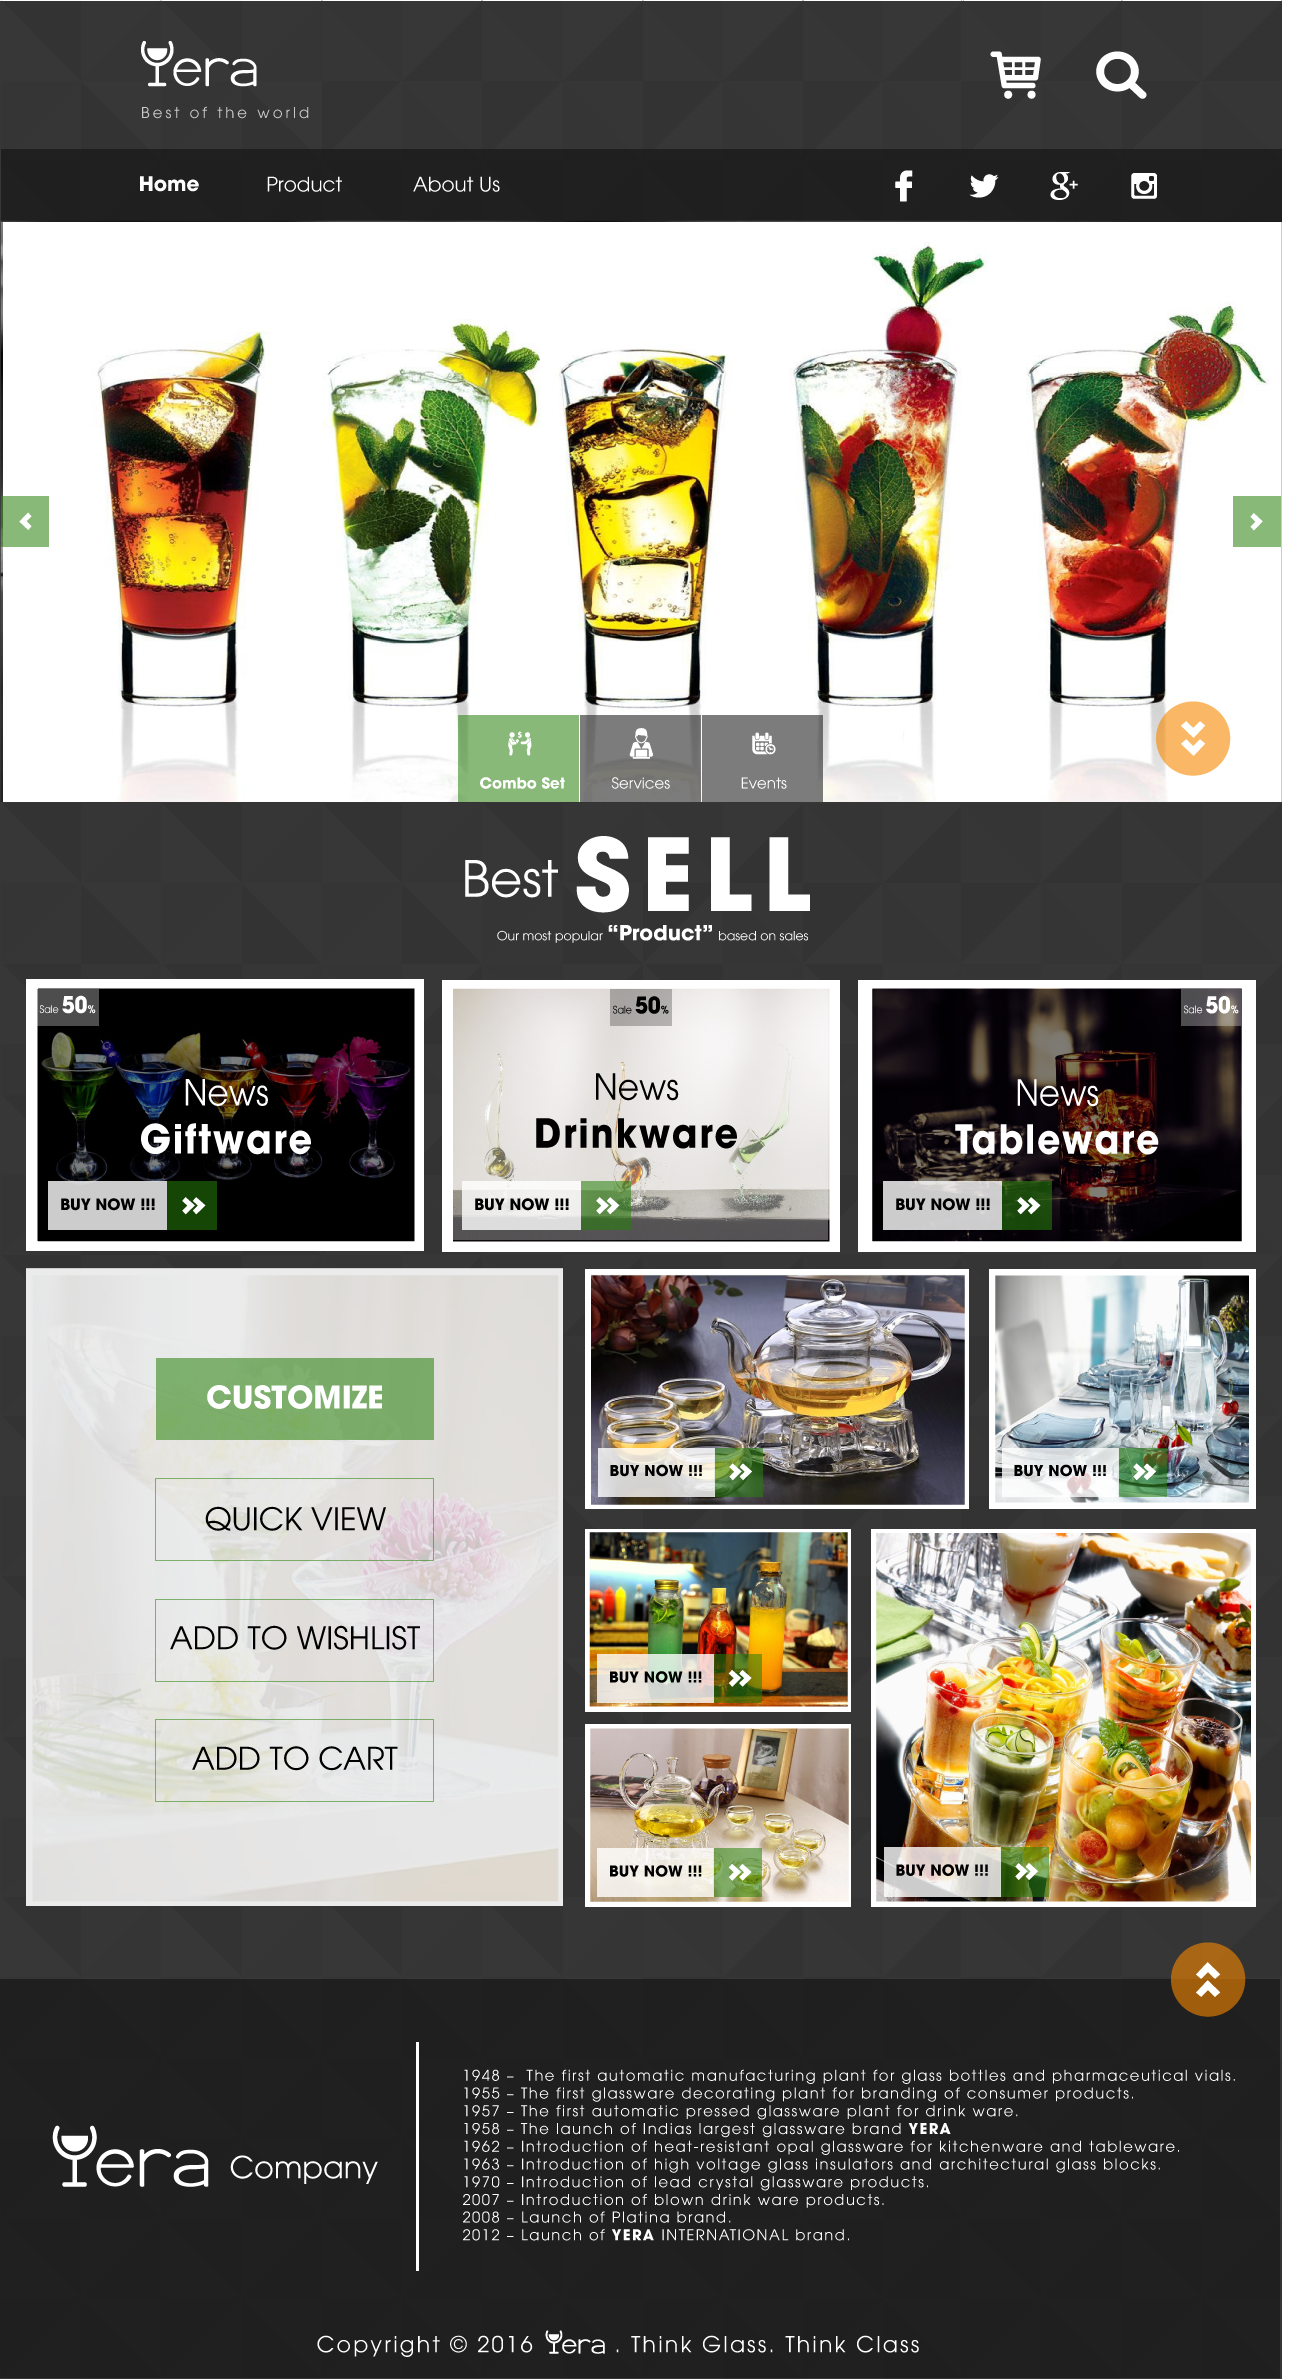 Yera
Best of the world
Home Product About Us
Combo Set Services Events
Best SELL
Our most popular “Product” based on sales
Sale 50%
News
Giftware
BUY NOW !!!
Sale 50%
News
Drinkware
BUY NOW !!!
Sale 50%
News
Tableware
BUY NOW !!!
CUSTOMIZE
QUICK VIEW
ADD TO WISHLIST
ADD TO CART
BUY NOW !!!
BUY NOW !!!
BUY NOW !!!
BUY NOW !!!
BUY NOW !!!
Yera Company
1948 – The first automatic manufacturing plant for glass bottles and pharmaceutical vials.
1955 – The first glassware decorating plant for branding of consumer products.
1957 – The first automatic pressed glassware plant for drink ware.
1958 – The launch of Indias largest glassware brand YERA
1962 – Introduction of heat-resistant opal glassware for kitchenware and tableware.
1963 – Introduction of high voltage glass insulators and architectural glass blocks.
1970 – Introduction of lead crystal glassware products.
2007 – Introduction of blown drink ware products.
2008 – Launch of Platina brand.
2012 – Launch of YERA INTERNATIONAL brand.
Copyright © 2016 Yera . Think Glass. Think Class